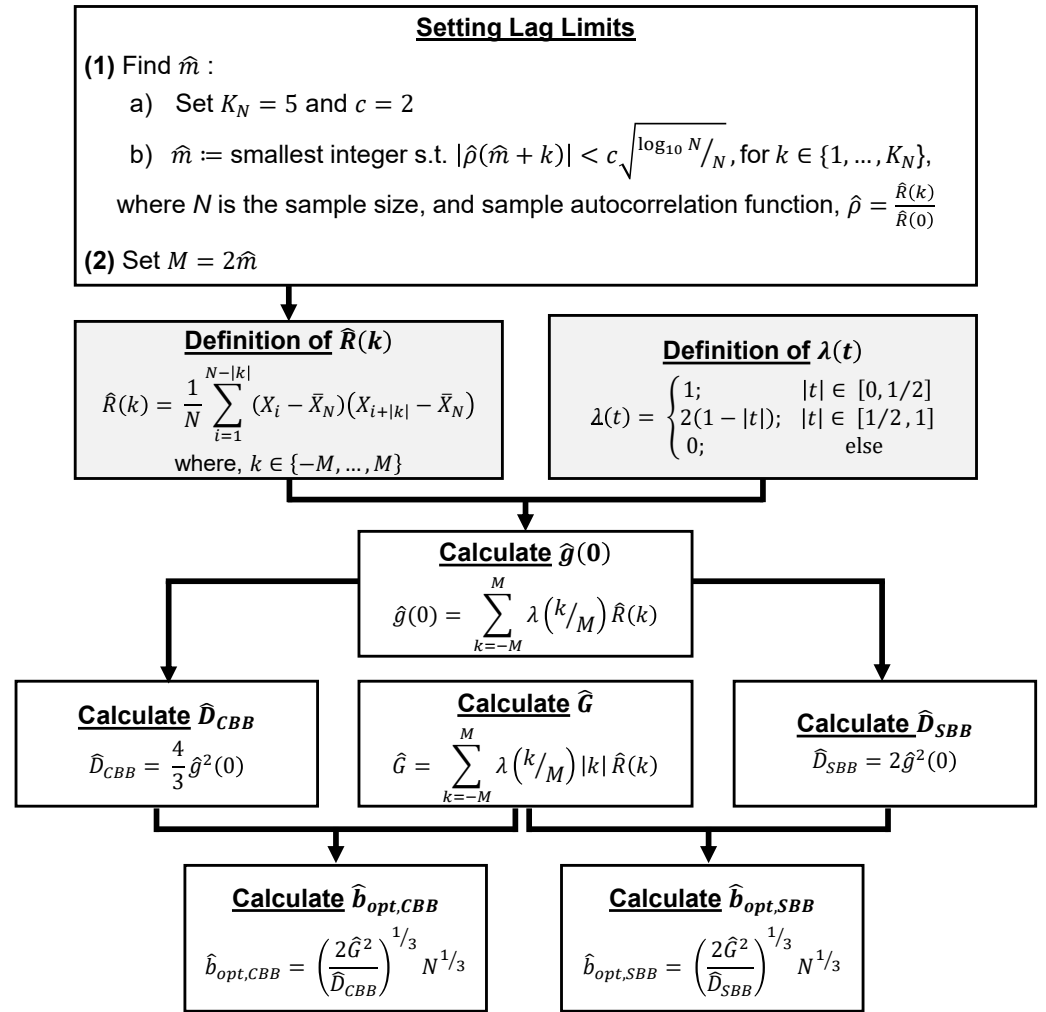 Setting Lag Limits
(1) Find m̂ :
a) Set K_N = 5 and c = 2
b) m̂ ≔ smallest integer s.t. |ρ̂(m̂ + k)| < c√(log₁₀ N/N), for k ∈ {1, … , K_N},
where N is the sample size, and sample autocorrelation function, ρ̂ = R̂(k)/R̂(0)
(2) Set M = 2m̂
Definition of R̂(k)
R̂(k) = 1/N ∑_{i=1}^{N−|k|} (X_i − X̄_N)(X_{i+|k|} − X̄_N)
where, k ∈ {−M, … , M}
Definition of λ(t)
λ(t) = { 1; |t| ∈ [0, 1/2]
2(1 − |t|); |t| ∈ [1/2 , 1]
0; else
Calculate ĝ(0)
ĝ(0) = ∑_{k=−M}^{M} λ(k/M) R̂(k)
Calculate D̂_CBB
D̂_CBB = 4/3 ĝ²(0)
Calculate Ĝ
Ĝ = ∑_{k=−M}^{M} λ(k/M) |k| R̂(k)
Calculate D̂_SBB
D̂_SBB = 2ĝ²(0)
Calculate b̂_opt,CBB
b̂_opt,CBB = (2Ĝ²/D̂_CBB)^{1/3} N^{1/3}
Calculate b̂_opt,SBB
b̂_opt,SBB = (2Ĝ²/D̂_SBB)^{1/3} N^{1/3}